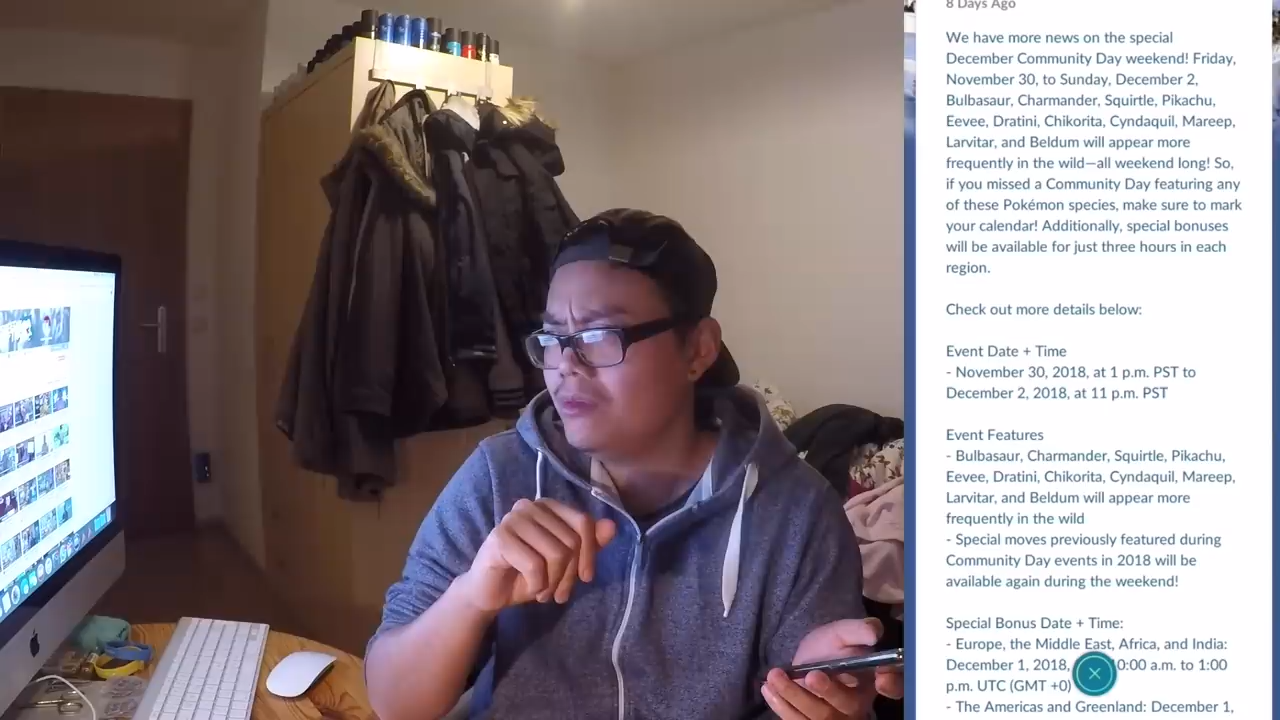 8 Days Ago
We have more news on the special
December Community Day weekend! Friday,
November 30, to Sunday, December 2,
Bulbasaur, Charmander, Squirtle, Pikachu,
Eevee, Dratini, Chikorita, Cyndaquil, Mareep,
Larvitar, and Beldum will appear more
frequently in the wild—all weekend long! So,
if you missed a Community Day featuring any
of these Pokémon species, make sure to mark
your calendar! Additionally, special bonuses
will be available for just three hours in each
region.
Check out more details below:
Event Date + Time
- November 30, 2018, at 1 p.m. PST to
December 2, 2018, at 11 p.m. PST
Event Features
- Bulbasaur, Charmander, Squirtle, Pikachu,
Eevee, Dratini, Chikorita, Cyndaquil, Mareep,
Larvitar, and Beldum will appear more
frequently in the wild
- Special moves previously featured during
Community Day events in 2018 will be
available again during the weekend!
Special Bonus Date + Time:
- Europe, the Middle East, Africa, and India:
December 1, 2018, 0:00 a.m. to 1:00
p.m. UTC (GMT +0)
- The Americas and Greenland: December 1,